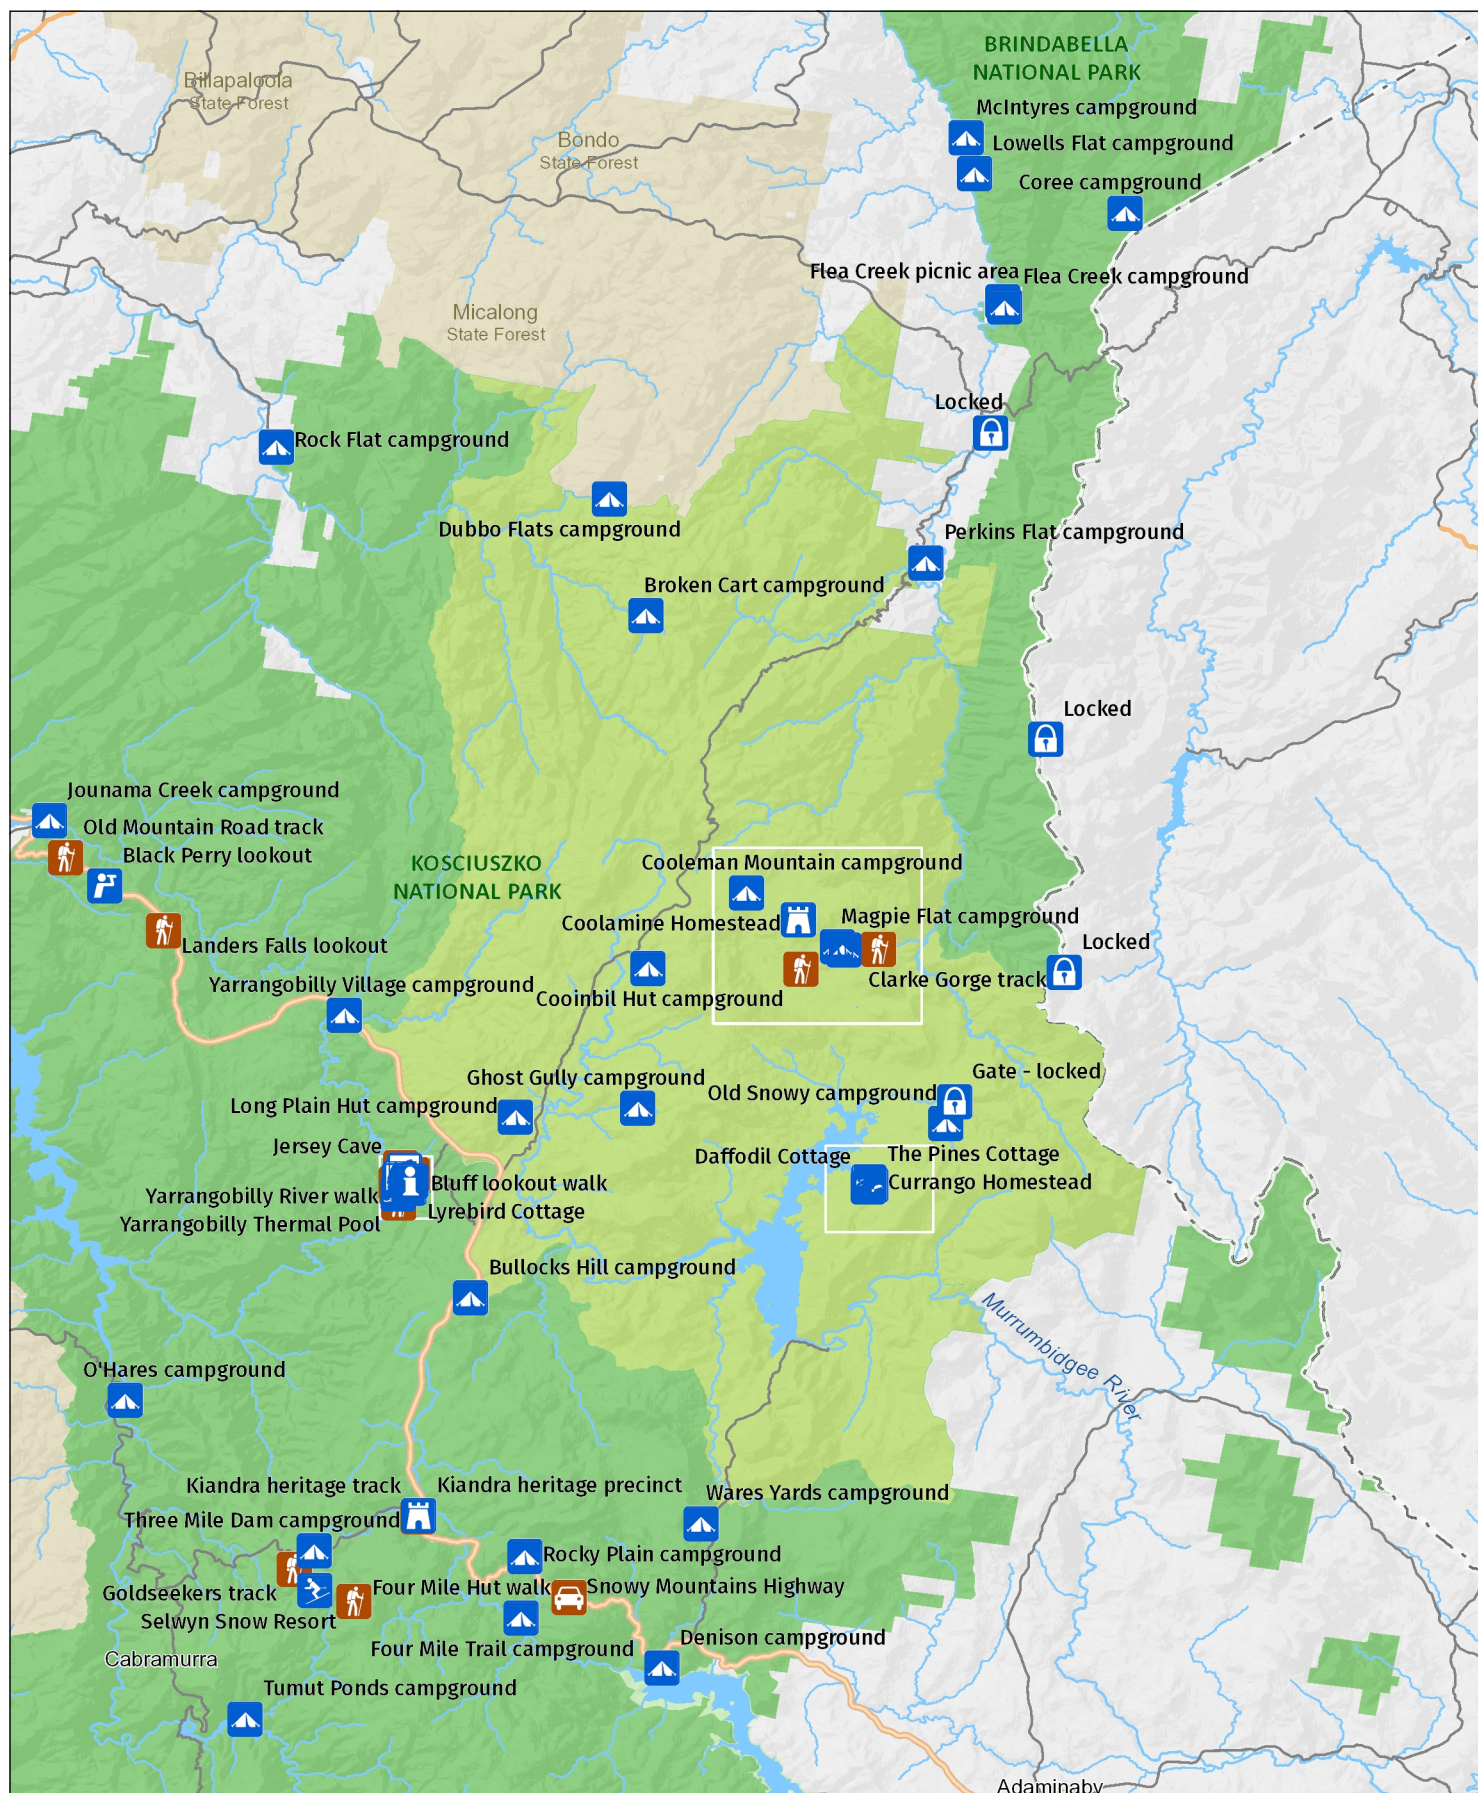 BRINDABELLA
NATIONAL PARK
Billapaloola
State Forest
McIntyres campground
Bondo
State Forest
Lowells Flat campground
Coree campground
Flea Creek picnic area
Flea Creek campground
Micalong
State Forest
Locked
Rock Flat campground
Dubbo Flats campground
Perkins Flat campground
Broken Cart campground
Locked
Jounama Creek campground
Old Mountain Road track
Black Perry lookout
KOSCIUSZKO
NATIONAL PARK
Cooleman Mountain campground
Coolamine Homestead
Magpie Flat campground
Landers Falls lookout
Locked
Clarke Gorge track
Yarrangobilly Village campground
Cooinbil Hut campground
Ghost Gully campground
Gate - locked
Old Snowy campground
Long Plain Hut campground
Jersey Cave
Daffodil Cottage
The Pines Cottage
Currango Homestead
Bluff lookout walk
Yarrangobilly River walk
Lyrebird Cottage
Yarrangobilly Thermal Pool
Bullocks Hill campground
Murrumbidgee River
O'Hares campground
Kiandra heritage track
Kiandra heritage precinct
Wares Yards campground
Three Mile Dam campground
Rocky Plain campground
Goldseekers track
Four Mile Hut walk
Snowy Mountains Highway
Selwyn Snow Resort
Four Mile Trail campground
Denison campground
Cabramurra
Tumut Ponds campground
Adaminaby